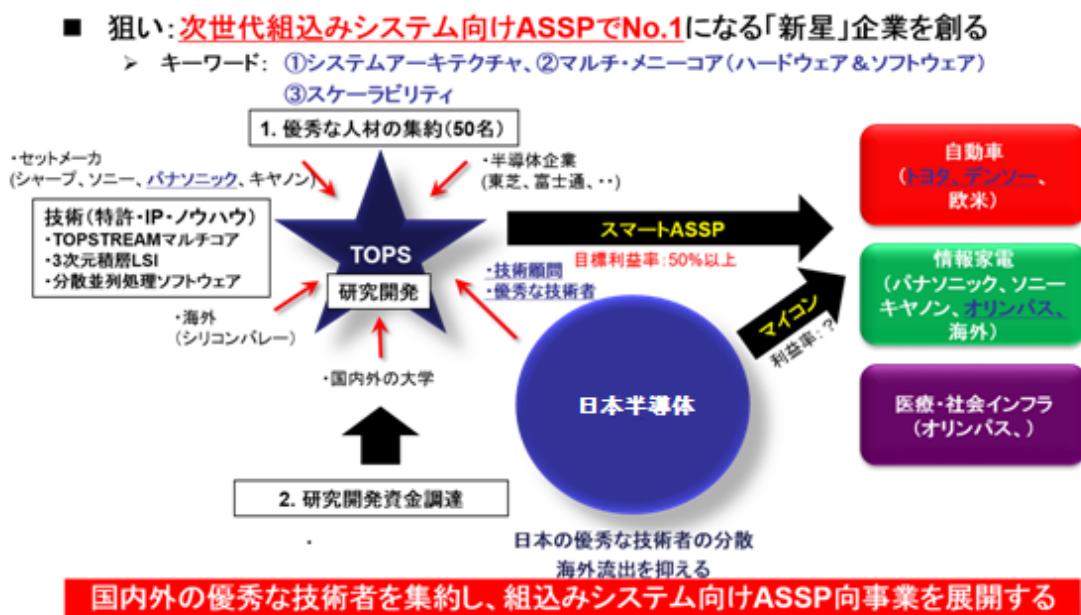 ■ 狙い:次世代組込みシステム向けASSPでNo.1になる「新星」企業を創る
➢ キーワード: ①システムアーキテクチャ、②マルチ・メニーコア(ハードウェア&ソフトウェア)
③スケーラビリティ
1. 優秀な人材の集約(50名)
・セットメーカ
(シャープ、ソニー、パナソニック、キヤノン)
・半導体企業
(東芝、富士通、・・)
技術(特許・IP・ノウハウ)
・TOPSTREAMマルチコア
・3次元積層LSI
・分散並列処理ソフトウェア
TOPS
研究開発
・海外
(シリコンバレー)
・国内外の大学
・技術顧問
・優秀な技術者
スマートASSP
目標利益率:50%以上
マイコン
利益率:?
日本半導体
自動車
(トヨタ、デンソー、
欧米)
情報家電
(パナソニック、ソニー
キヤノン、オリンパス、
海外)
医療・社会インフラ
(オリンパス、)
2. 研究開発資金調達
・
日本の優秀な技術者の分散
海外流出を抑える
国内外の優秀な技術者を集約し、組込みシステム向けASSP向事業を展開する